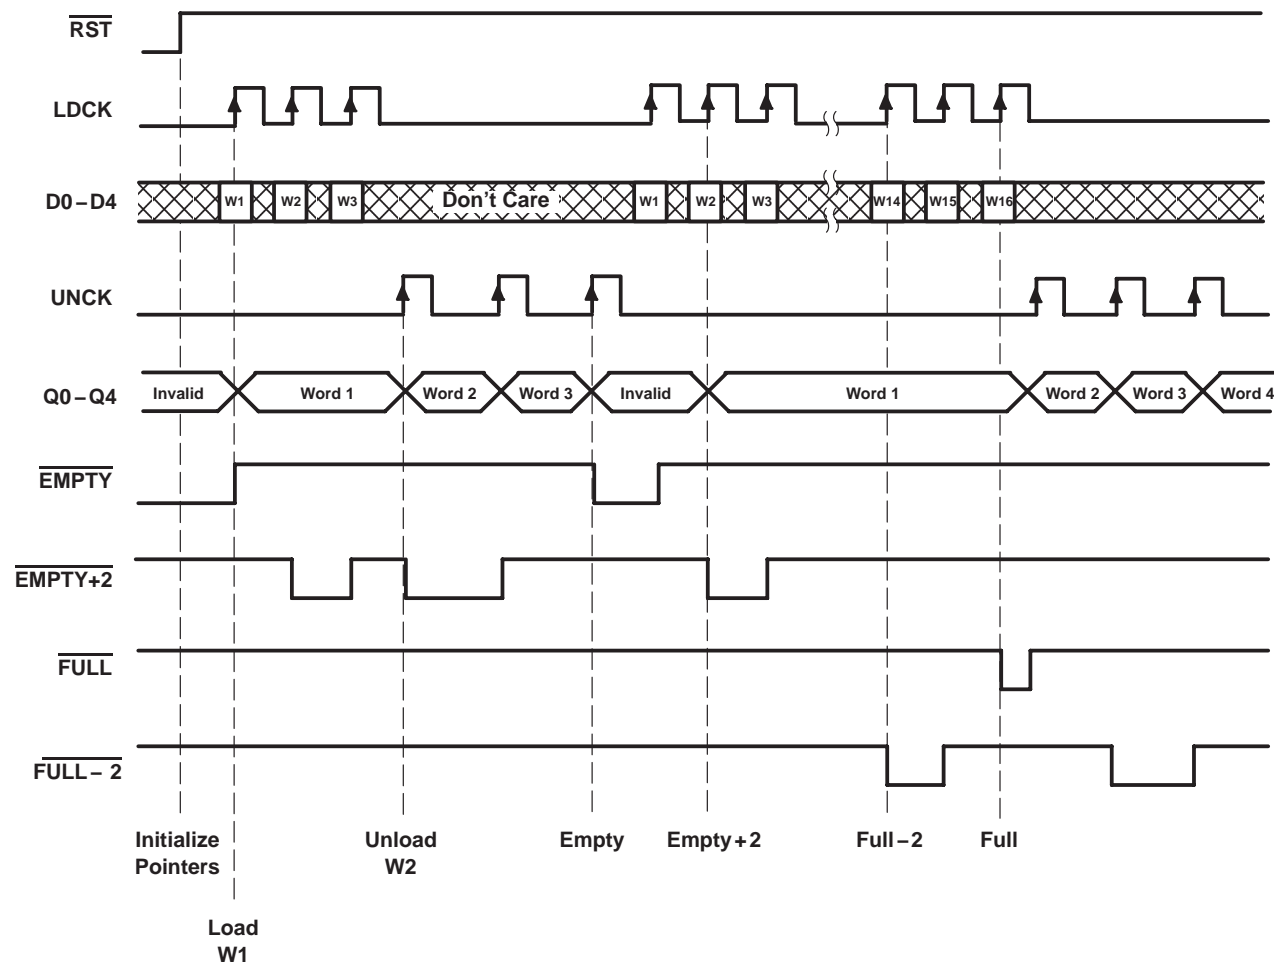 RST
LDCK
D0–D4 W1 W2 W3 Don't Care W1 W2 W3 W14 W15 W16
UNCK
Q0–Q4 Invalid Word 1 Word 2 Word 3 Invalid Word 1 Word 2 Word 3 Word 4
EMPTY
EMPTY+2
FULL
FULL–2
Initialize Unload Empty Empty+2 Full–2 Full
Pointers W2
Load
W1